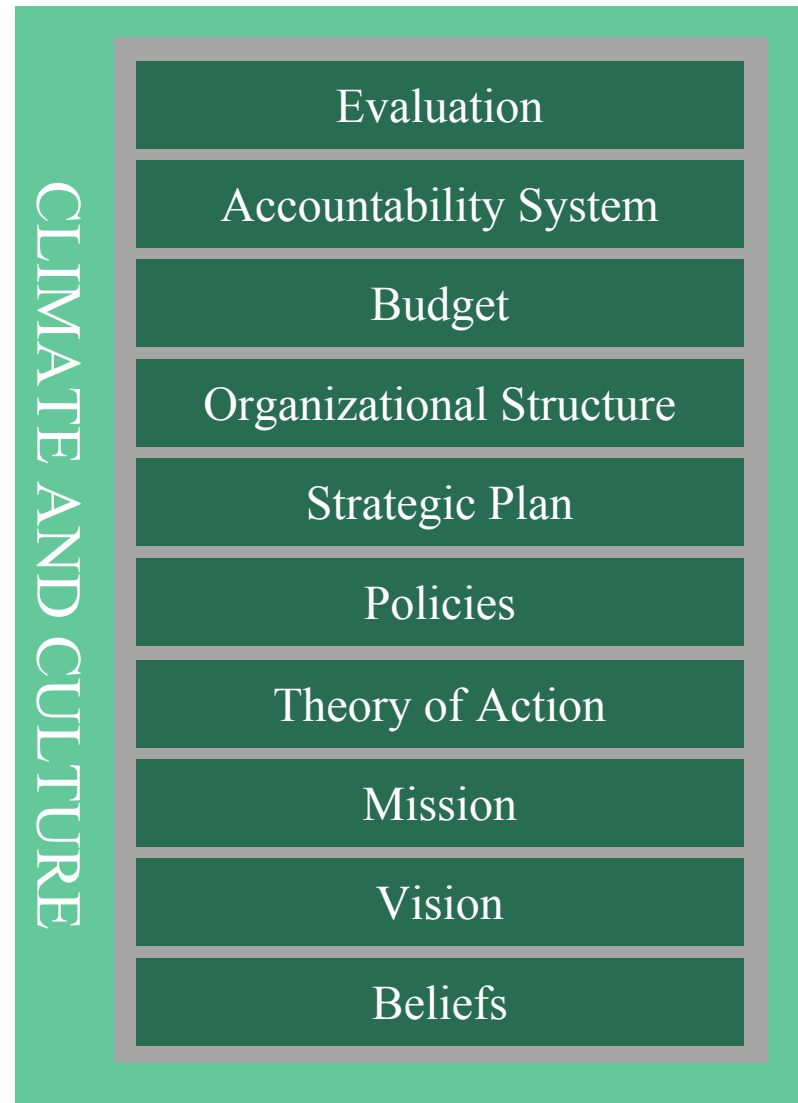 CLIMATE AND CULTURE
Evaluation
Accountability System
Budget
Organizational Structure
Strategic Plan
Policies
Theory of Action
Mission
Vision
Beliefs